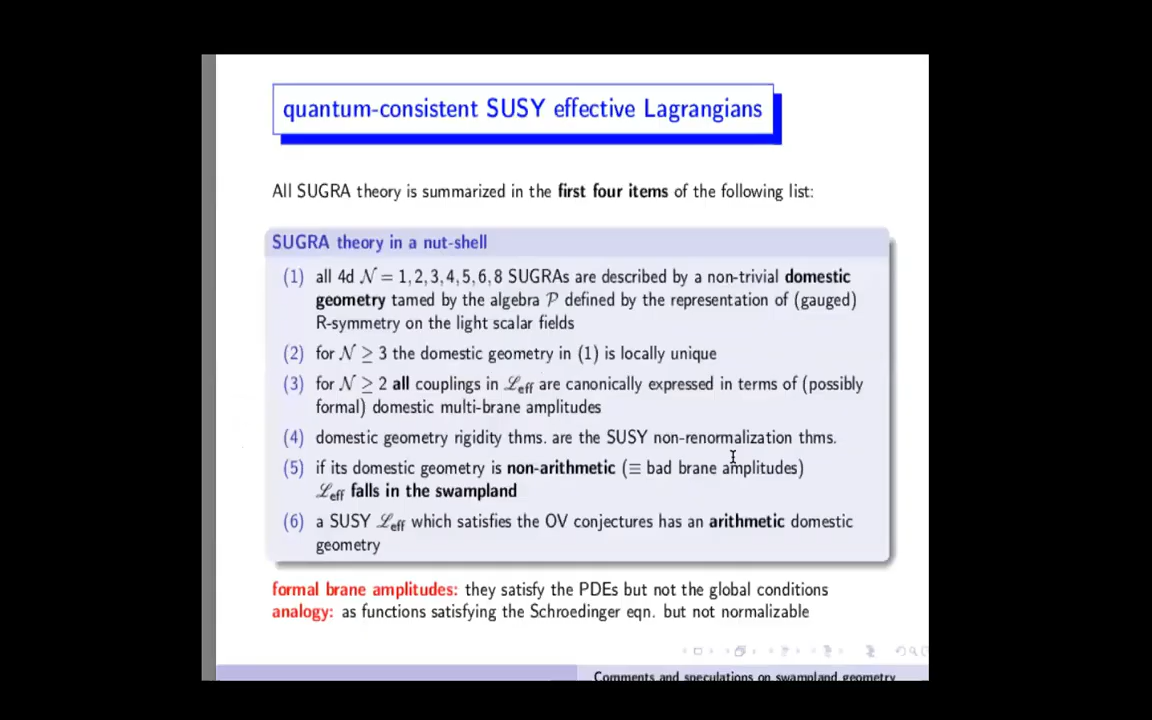 quantum-consistent SUSY effective Lagrangians
All SUGRA theory is summarized in the first four items of the following list:
SUGRA theory in a nut-shell
(1) all 4d 𝒩 = 1, 2, 3, 4, 5, 6, 8 SUGRAs are described by a non-trivial domestic
geometry tamed by the algebra 𝒫 defined by the representation of (gauged)
R-symmetry on the light scalar fields
(2) for 𝒩 ≥ 3 the domestic geometry in (1) is locally unique
(3) for 𝒩 ≥ 2 all couplings in ℒeff are canonically expressed in terms of (possibly
formal) domestic multi-brane amplitudes
(4) domestic geometry rigidity thms. are the SUSY non-renormalization thms.
(5) if its domestic geometry is non-arithmetic (≡ bad brane amplitudes)
ℒeff falls in the swampland
(6) a SUSY ℒeff which satisfies the OV conjectures has an arithmetic domestic
geometry
formal brane amplitudes: they satisfy the PDEs but not the global conditions
analogy: as functions satisfying the Schroedinger eqn. but not normalizable
Comments and speculations on swampland geometry